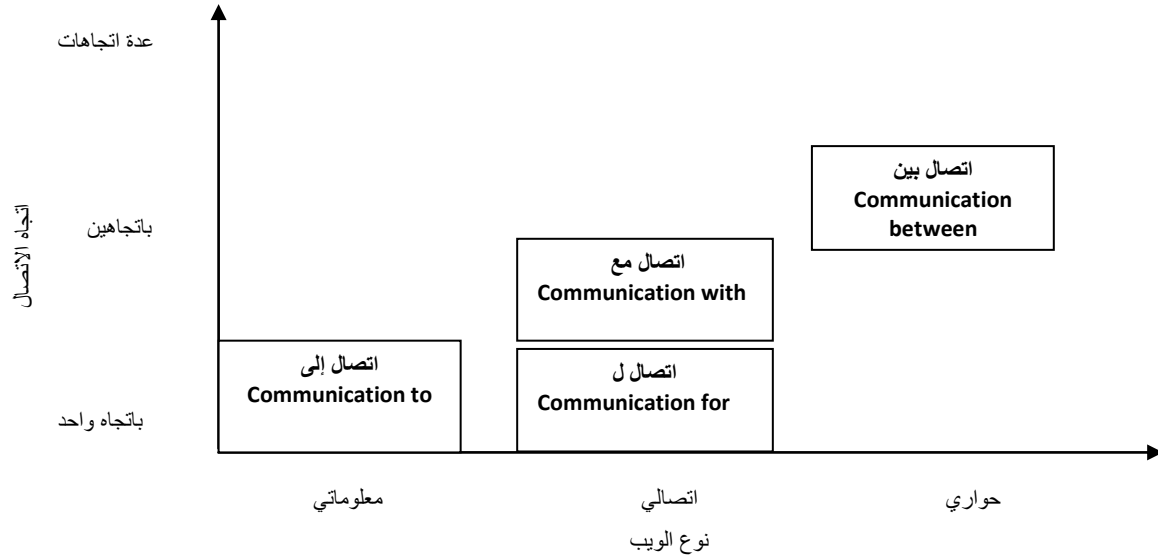 عدة اتجاهات
اتصال بين
Communication
between
باتجاهين
اتجاه الاتصال
اتصال مع
Communication with
اتصال إلى
Communication to
اتصال ل
Communication for
باتجاه واحد
معلوماتي
اتصالي
حواري
نوع الويب